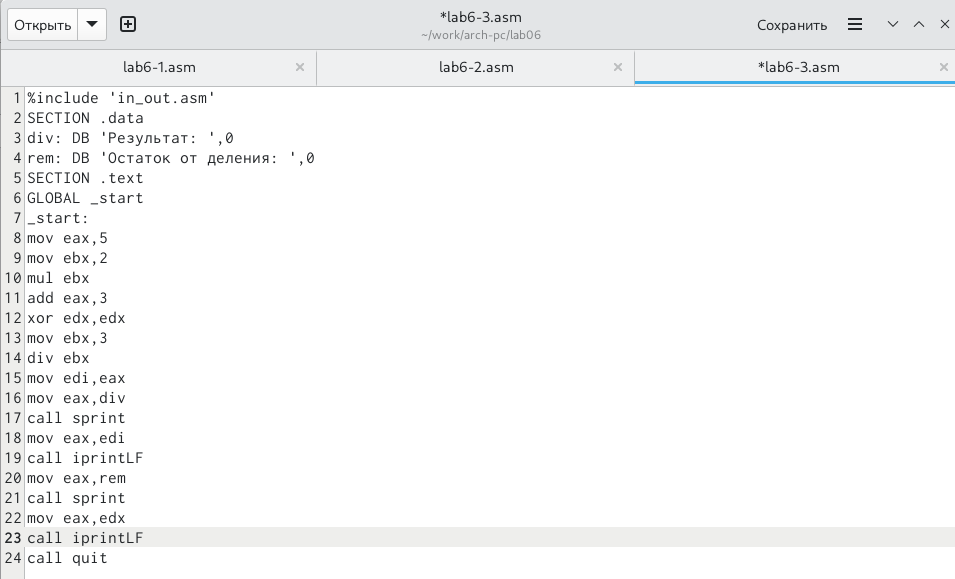 Открыть
*lab6-3.asm
~/work/arch-pc/lab06
Сохранить
lab6-1.asm
lab6-2.asm
*lab6-3.asm
1 %include 'in_out.asm'
2 SECTION .data
3 div: DB 'Результат: ',0
4 rem: DB 'Остаток от деления: ',0
5 SECTION .text
6 GLOBAL _start
7 _start:
8 mov eax,5
9 mov ebx,2
10 mul ebx
11 add eax,3
12 xor edx,edx
13 mov ebx,3
14 div ebx
15 mov edi,eax
16 mov eax,div
17 call sprint
18 mov eax,edi
19 call iprintLF
20 mov eax,rem
21 call sprint
22 mov eax,edx
23 call iprintLF
24 call quit